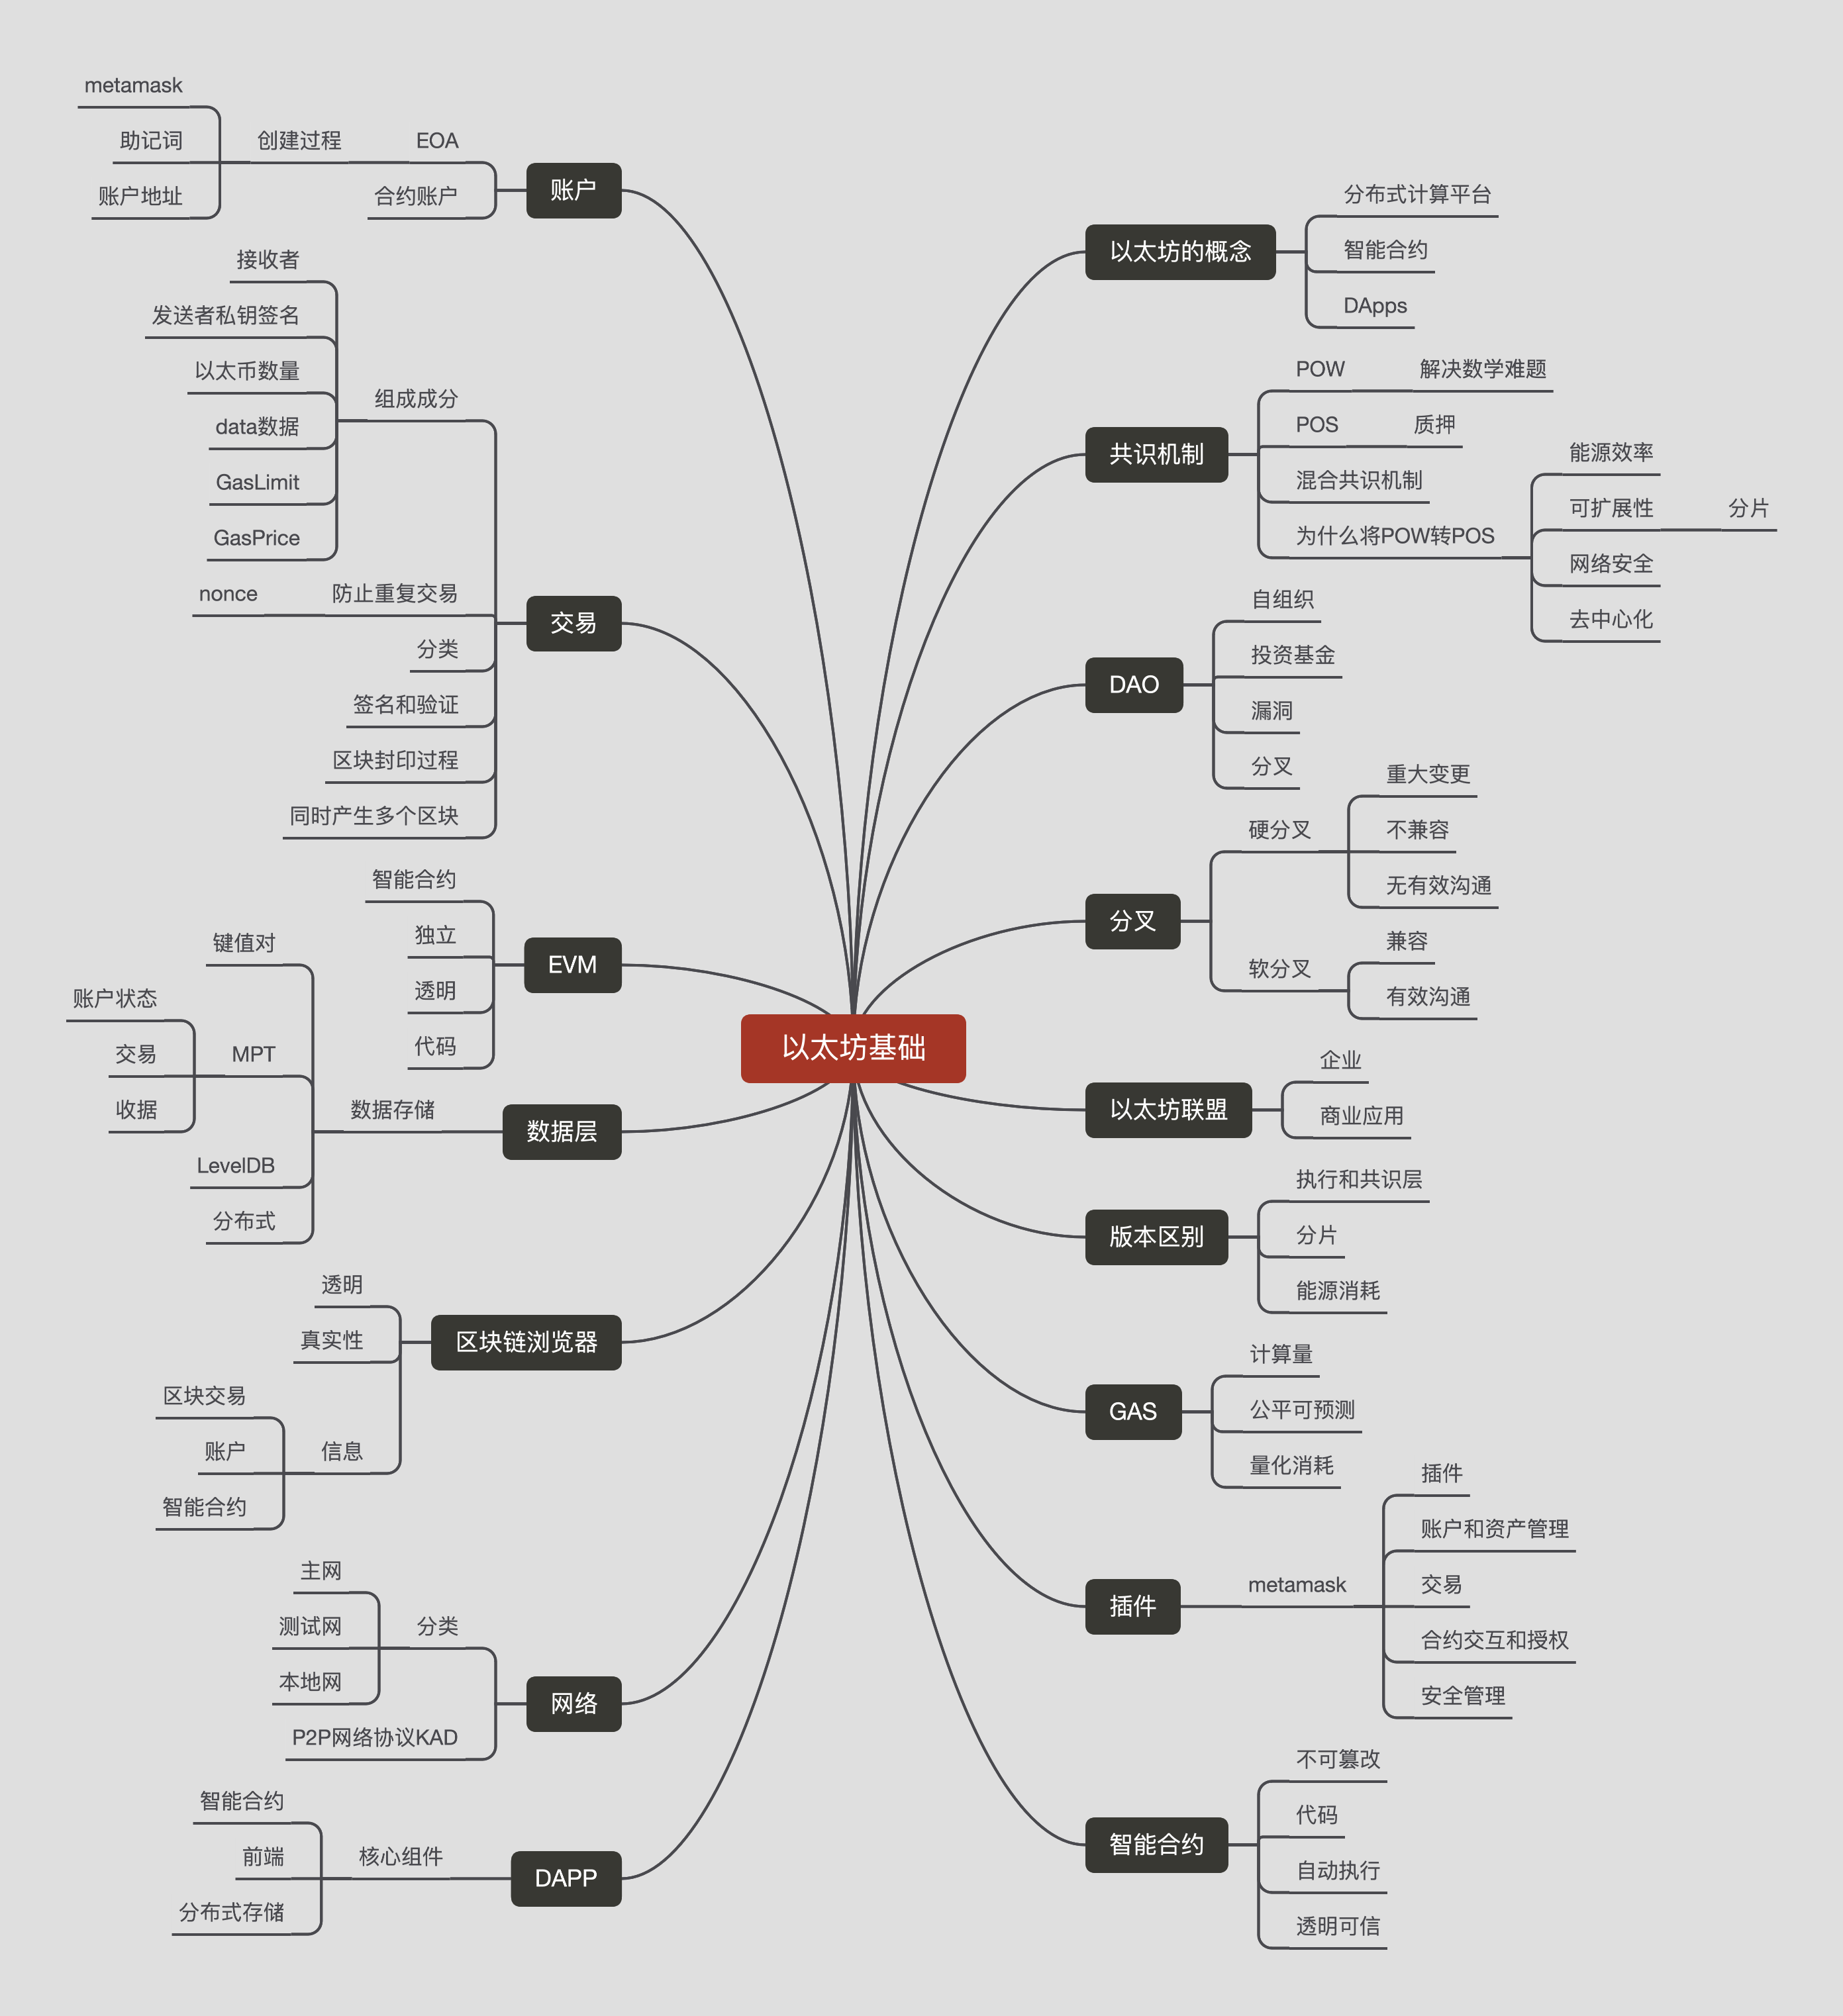 以太坊基础
账户
EOA
创建过程
metamask
助记词
账户地址
合约账户
交易
组成成分
接收者
发送者私钥签名
以太币数量
data数据
GasLimit
GasPrice
防止重复交易
nonce
分类
签名和验证
区块封印过程
同时产生多个区块
EVM
智能合约
独立
透明
代码
数据层
数据存储
键值对
MPT
账户状态
交易
收据
LevelDB
分布式
区块链浏览器
透明
真实性
信息
区块交易
账户
智能合约
网络
分类
主网
测试网
本地网
P2P网络协议KAD
DAPP
核心组件
智能合约
前端
分布式存储
以太坊的概念
分布式计算平台
智能合约
DApps
共识机制
POW
解决数学难题
POS
质押
混合共识机制
为什么将POW转POS
能源效率
可扩展性
分片
网络安全
去中心化
DAO
自组织
投资基金
漏洞
分叉
分叉
硬分叉
重大变更
不兼容
无有效沟通
软分叉
兼容
有效沟通
以太坊联盟
企业
商业应用
版本区别
执行和共识层
分片
能源消耗
GAS
计算量
公平可预测
量化消耗
插件
metamask
插件
账户和资产管理
交易
合约交互和授权
安全管理
智能合约
不可篡改
代码
自动执行
透明可信